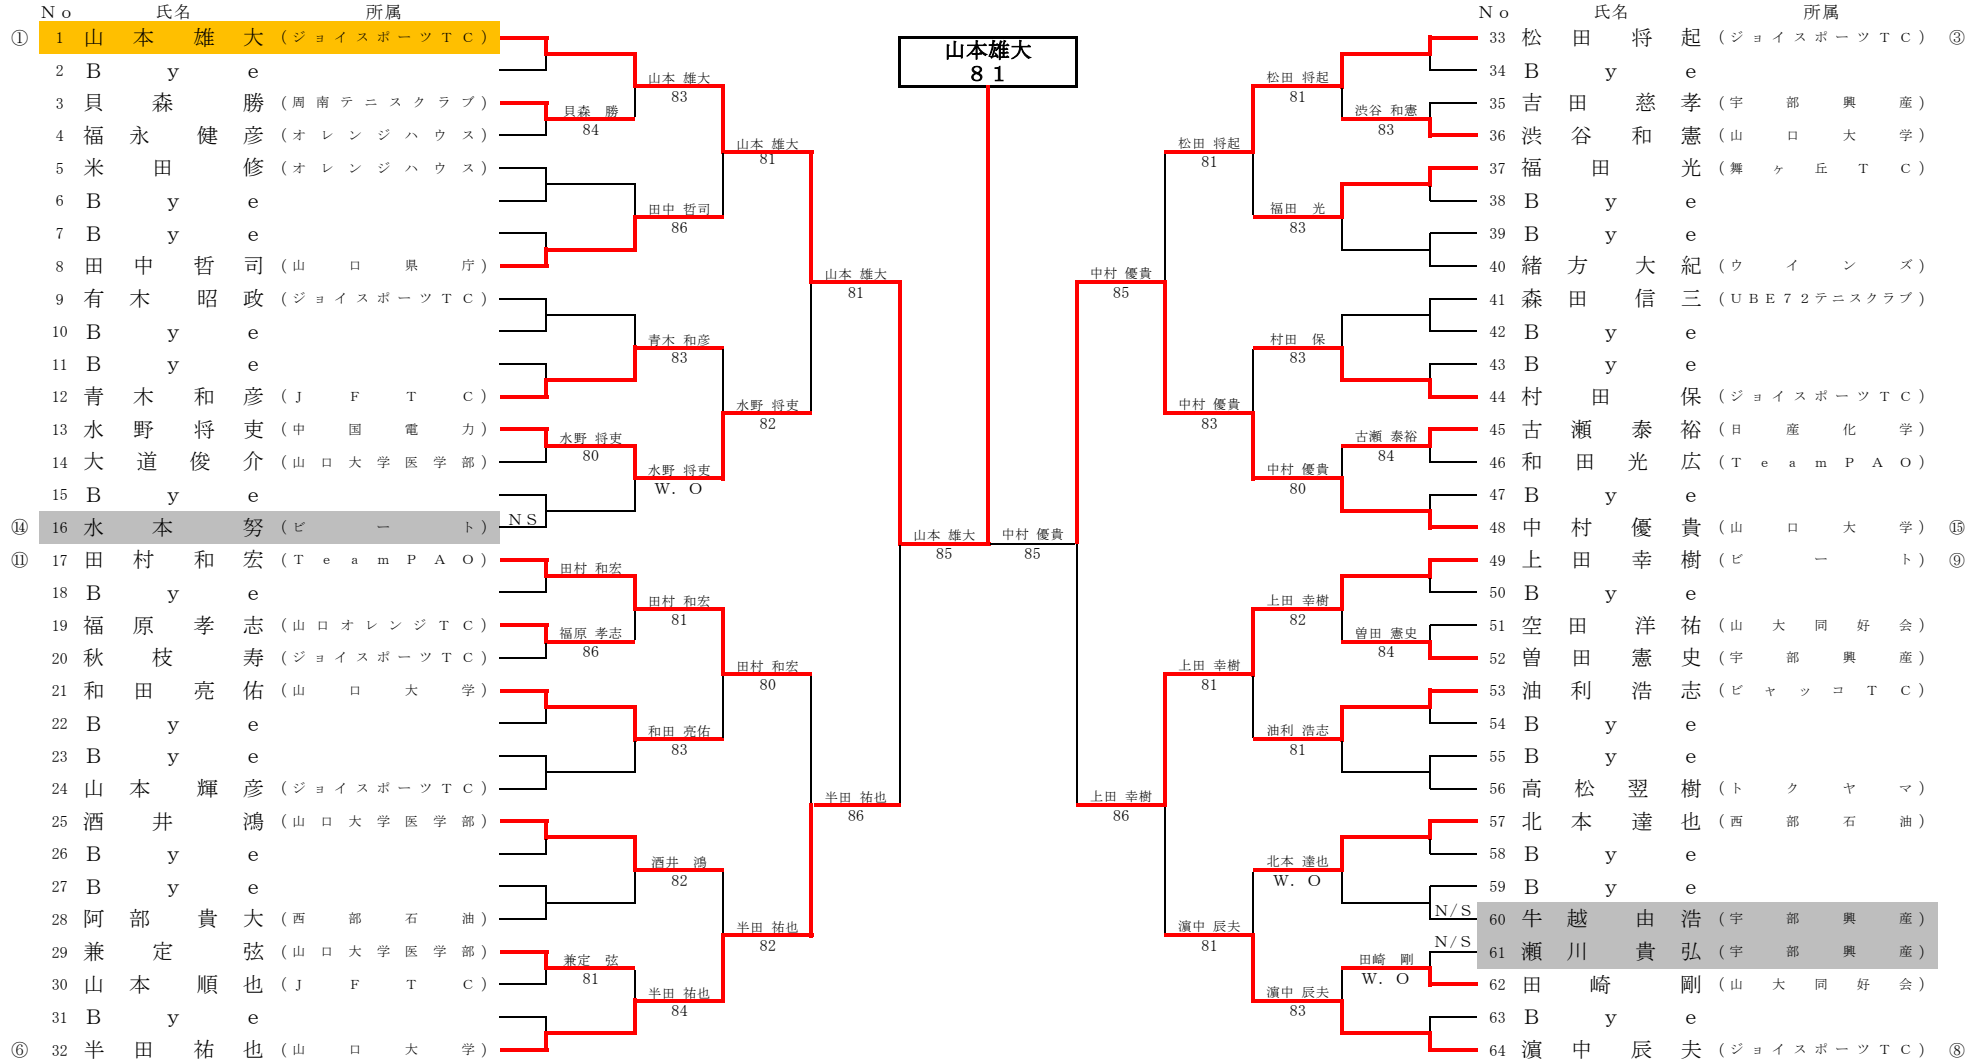 No 氏名 所属
① 1 山本 雄大 (ジョイスポーツTC)
2 Bye
3 貝森 勝 (周南テニスクラブ)
4 福永 健彦 (オレンジハウス)
5 米田 修 (オレンジハウス)
6 Bye
7 Bye
8 田中 哲司 (山口県庁)
9 有木 昭政 (ジョイスポーツTC)
10 Bye
11 Bye
12 青木 和彦 (JFTC)
13 水野 将吏 (中国電力)
14 大道 俊介 (山口大学医学部)
15 Bye
⑭ 16 水本 努 (ビート)
⑪ 17 田村 和宏 (TeamPAO)
18 Bye
19 福原 孝志 (山口オレンジTC)
20 秋枝 寿 (ジョイスポーツTC)
21 和田 亮佑 (山口大学)
22 Bye
23 Bye
24 山本 輝彦 (ジョイスポーツTC)
25 酒井 鴻 (山口大学医学部)
26 Bye
27 Bye
28 阿部 貴大 (西部石油)
29 兼定 弦 (山口大学医学部)
30 山本 順也 (JFTC)
31 Bye
⑥ 32 半田 祐也 (山口大学)
NS
貝森 勝
84
水野 将吏
80
田村 和宏
福原 孝志
86
兼定 弦
81
山本 雄大
83
田中 哲司
86
青木 和彦
83
水野 将吏
W.O
田村 和宏
81
和田 亮佑
83
酒井 鴻
82
半田 祐也
84
山本 雄大
81
水野 将吏
82
田村 和宏
80
半田 祐也
82
山本 雄大
81
半田 祐也
86
山本 雄大
85
山本雄大
81
中村 優貴
85
中村 優貴
85
上田 幸樹
86
松田 将起
81
中村 優貴
83
上田 幸樹
81
濵中 辰夫
81
松田 将起
81
福田 光
83
村田 保
83
中村 優貴
80
上田 幸樹
82
油利 浩志
81
北本 達也
W.O
濵中 辰夫
83
渋谷 和憲
83
古瀬 泰裕
84
曽田 憲史
84
田崎 剛
W.O
N/S
N/S
No 氏名 所属
33 松田 将起 (ジョイスポーツTC) ③
34 Bye
35 吉田 慈孝 (宇部興産)
36 渋谷 和憲 (山口大学)
37 福田 光 (舞ヶ丘TC)
38 Bye
39 Bye
40 緒方 大紀 (ウインズ)
41 森田 信三 (UBE72テニスクラブ)
42 Bye
43 Bye
44 村田 保 (ジョイスポーツTC)
45 古瀬 泰裕 (日産化学)
46 和田 光広 (TeamPAO)
47 Bye
48 中村 優貴 (山口大学) ⑮
49 上田 幸樹 (ビート) ⑨
50 Bye
51 空田 洋祐 (山大同好会)
52 曽田 憲史 (宇部興産)
53 油利 浩志 (ビャッコTC)
54 Bye
55 Bye
56 高松 翌樹 (トクヤマ)
57 北本 達也 (西部石油)
58 Bye
59 Bye
60 牛越 由浩 (宇部興産)
61 瀬川 貴弘 (宇部興産)
62 田崎 剛 (山大同好会)
63 Bye
64 濵中 辰夫 (ジョイスポーツTC) ⑧